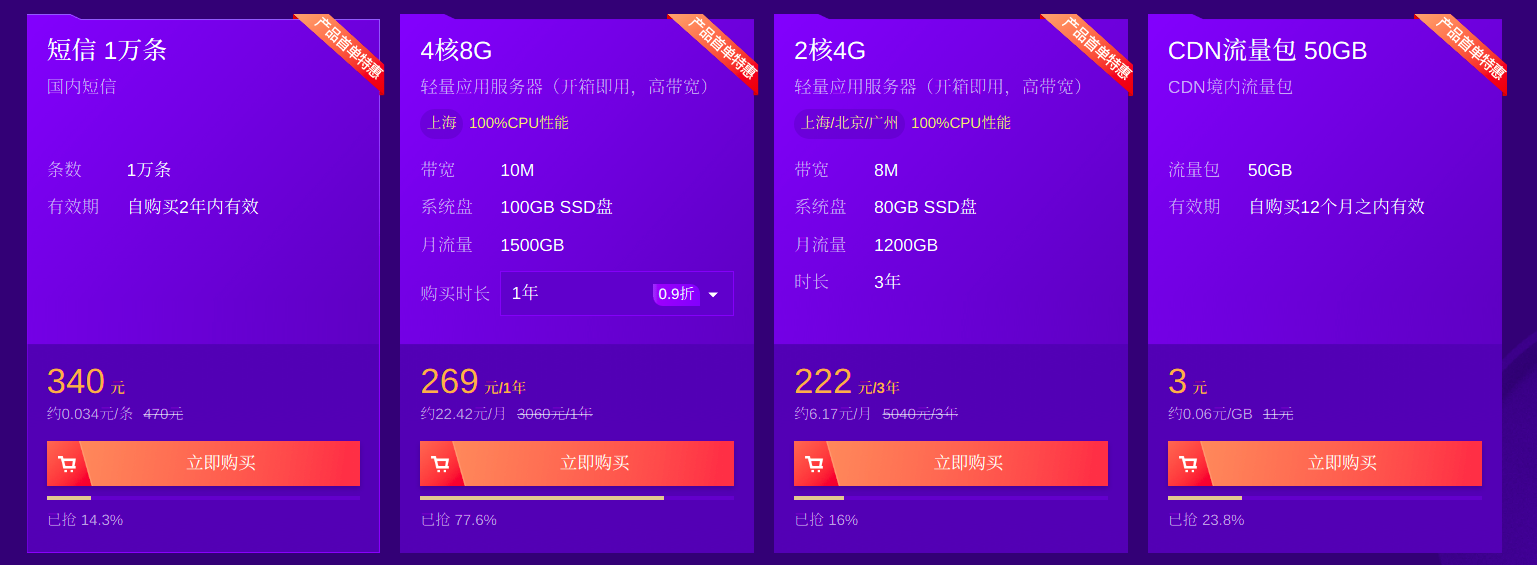 产品首单特惠
短信 1万条
国内短信
条数 1万条
有效期 自购买2年内有效
340 元
约0.034元/条 470元
立即购买
已抢 14.3%
产品首单特惠
4核8G
轻量应用服务器（开箱即用，高带宽）
上海 100%CPU性能
带宽 10M
系统盘 100GB SSD盘
月流量 1500GB
购买时长 1年 0.9折
269 元/1年
约22.42元/月 3060元/1年
立即购买
已抢 77.6%
产品首单特惠
2核4G
轻量应用服务器（开箱即用，高带宽）
上海/北京/广州 100%CPU性能
带宽 8M
系统盘 80GB SSD盘
月流量 1200GB
时长 3年
222 元/3年
约6.17元/月 5040元/3年
立即购买
已抢 16%
产品首单特惠
CDN流量包 50GB
CDN境内流量包
流量包 50GB
有效期 自购买12个月之内有效
3 元
约0.06元/GB 11元
立即购买
已抢 23.8%